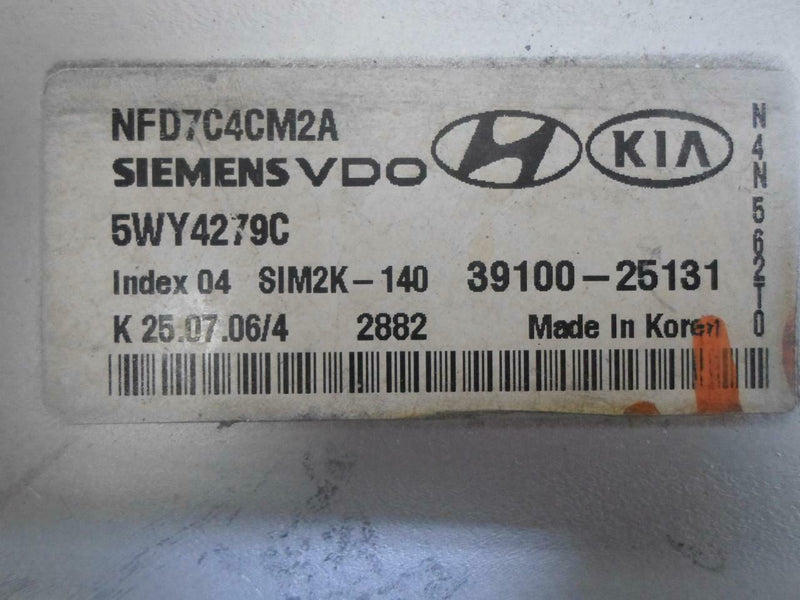 NFD7C4CM2A
SIEMENS VDO
KIA
5WY4279C
Index 04 SIM2K-140 39100-25131
K 25.07.06/4 2882 Made In Korea
N4N562T0